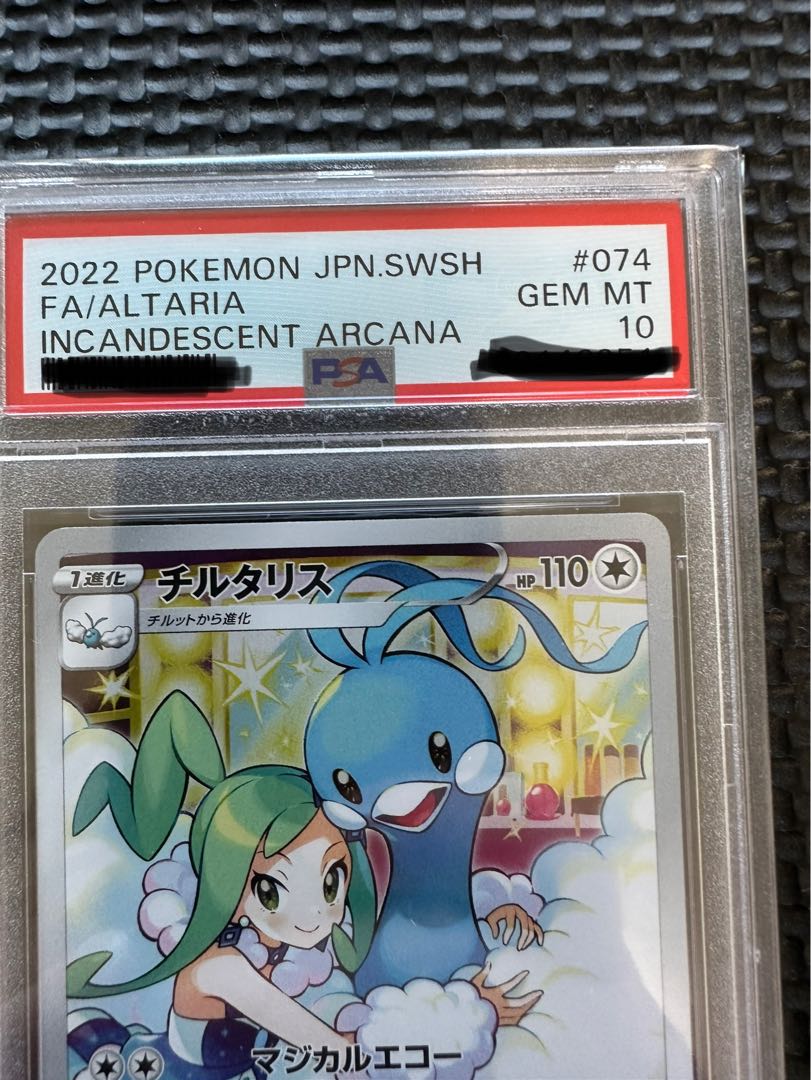 2022 POKEMON JPN.SWSH #074
FA/ALTARIA GEM MT
INCANDESCENT ARCANA 10
PSA
1進化 チルタリス HP 110
チルットから進化
マジカルエコー